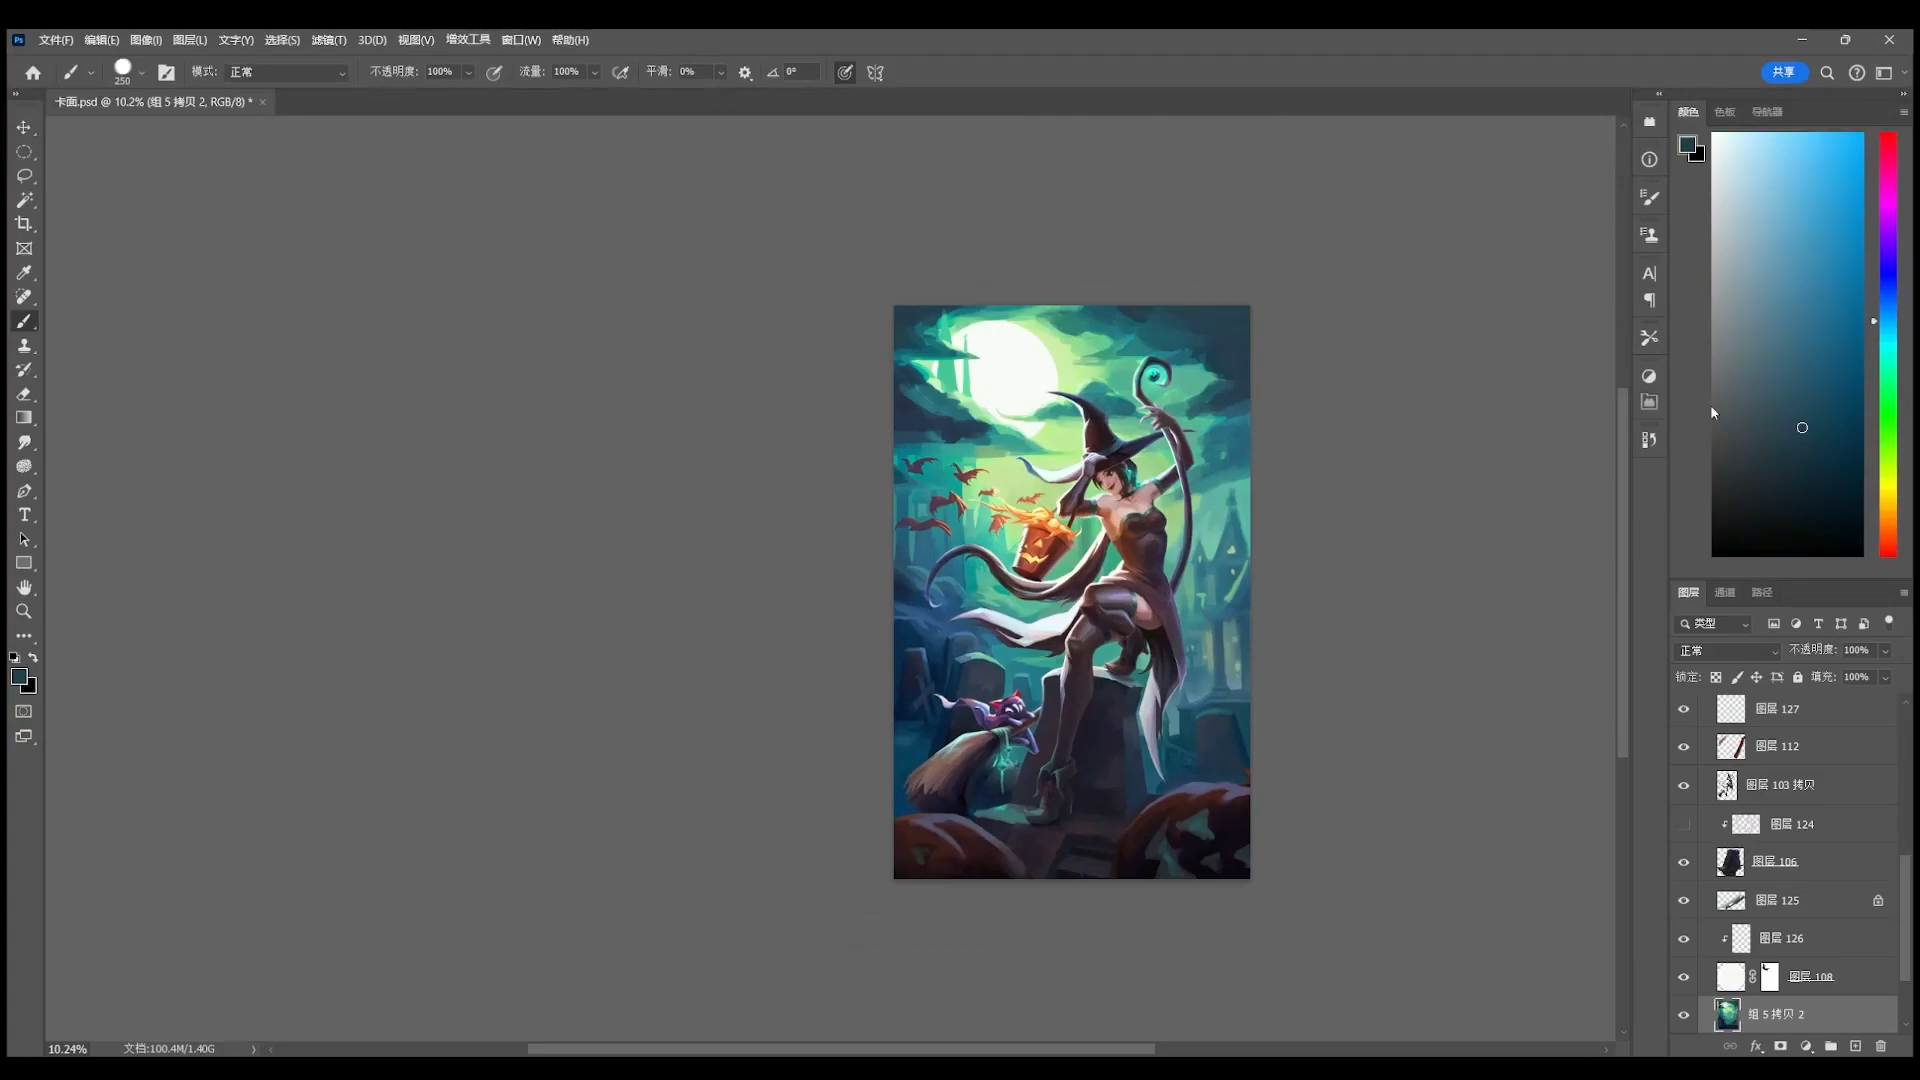 Ps 文件(F) 编辑(E) 图像(I) 图层(L) 文字(Y) 选择(S) 滤镜(T) 3D(D) 视图(V) 增效工具 窗口(W) 帮助(H)
250 模式: 正常 不透明度: 100% 流量: 100% 平滑: 0% 0° 共享
卡面.psd @ 10.2% (组 5 拷贝 2, RGB/8) * ×
颜色 色板 导航器
图层 通道 路径
类型
正常 不透明度: 100%
锁定: 填充: 100%
图层 127
图层 112
图层 103 拷贝
图层 124
图层 106
图层 125
图层 126
图层 108
组 5 拷贝 2
fx
10.24% 文档:100.4M/1.40G